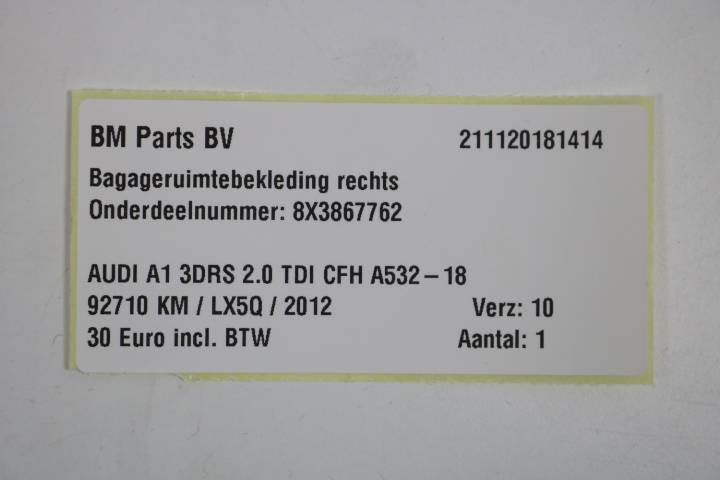 BM Parts BV 211120181414
Bagageruimtebekleding rechts
Onderdeelnummer: 8X3867762
AUDI A1 3DRS 2.0 TDI CFH A532-18
92710 KM / LX5Q / 2012 Verz: 10
30 Euro incl. BTW Aantal: 1